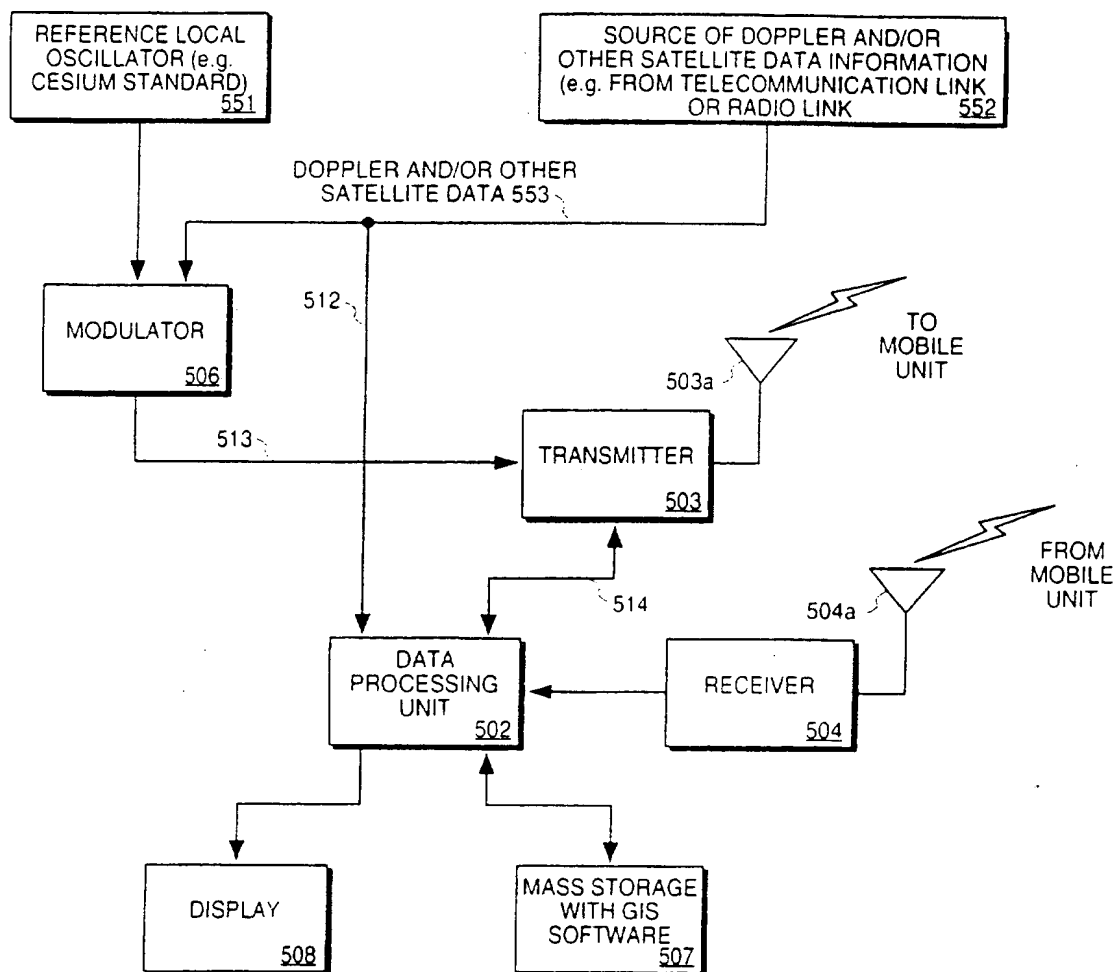 REFERENCE LOCAL
OSCILLATOR (e.g.
CESIUM STANDARD)
551
SOURCE OF DOPPLER AND/OR
OTHER SATELLITE DATA INFORMATION
(e.g. FROM TELECOMMUNICATION LINK
OR RADIO LINK
552
DOPPLER AND/OR OTHER
SATELLITE DATA 553
512
MODULATOR
506
TO
MOBILE
UNIT
503a
513
TRANSMITTER
503
FROM
MOBILE
UNIT
514
504a
DATA
PROCESSING
UNIT
502
RECEIVER
504
DISPLAY
508
MASS STORAGE
WITH GIS
SOFTWARE
507